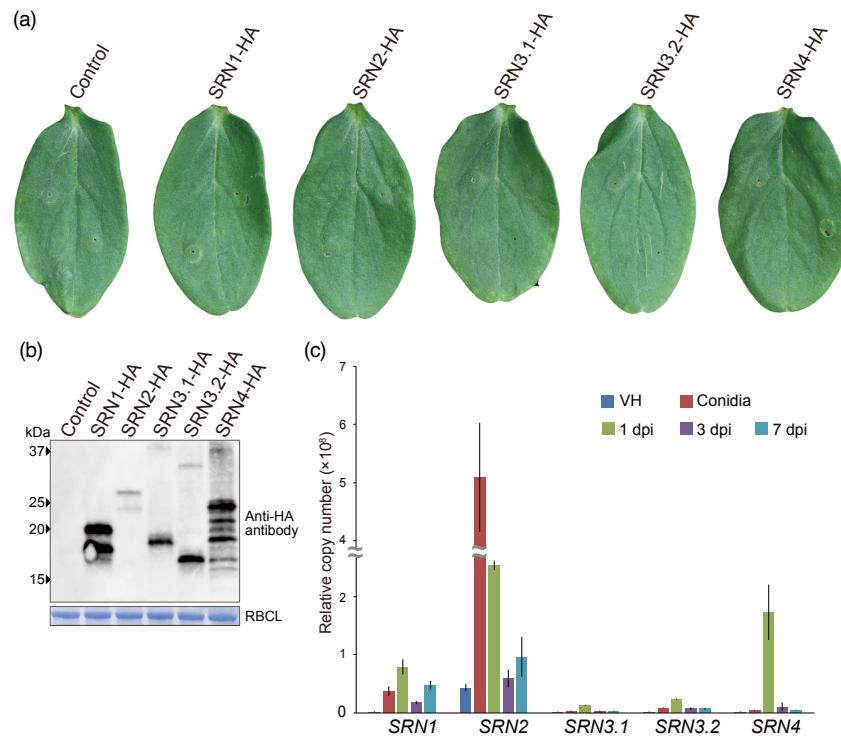 (a)
Control
SRN1-HA
SRN2-HA
SRN3.1-HA
SRN3.2-HA
SRN4-HA
(b)
Control
SRN1-HA
SRN2-HA
SRN3.1-HA
SRN3.2-HA
SRN4-HA
kDa
37
25
20
15
Anti-HA
antibody
RBCL
(c)
7
6
5
4
2
1
0
Relative copy number (×10⁸)
VH
Conidia
1 dpi
3 dpi
7 dpi
SRN1
SRN2
SRN3.1
SRN3.2
SRN4